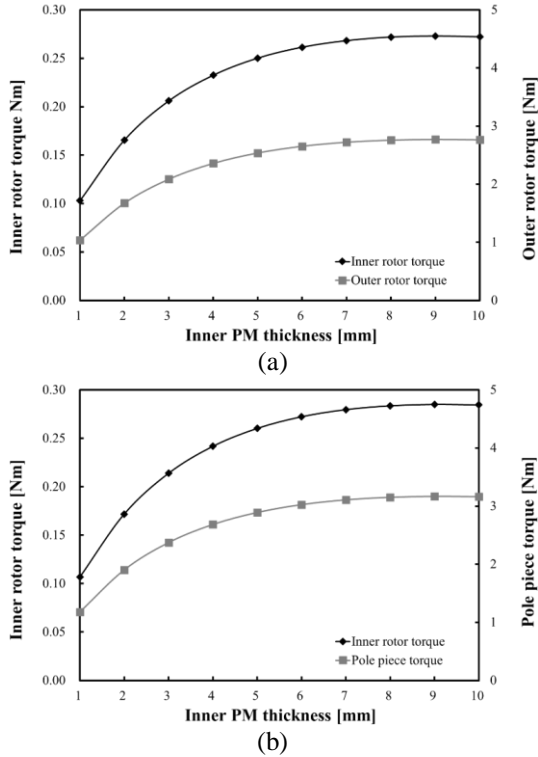 0.30
0.25
0.20
0.15
0.10
0.05
0.00
Inner rotor torque Nm]
5
4
3
2
1
0
Outer rotor torque [Nm]
Inner rotor torque
Outer rotor torque
1 2 3 4 5 6 7 8 9 10
Inner PM thickness [mm]
(a)
0.30
0.25
0.20
0.15
0.10
0.05
0.00
Inner rotor torque [Nm]
5
4
3
2
1
0
Pole piece torque [Nm]
Inner rotor torque
Pole piece torque
1 2 3 4 5 6 7 8 9 10
Inner PM thickness [mm]
(b)